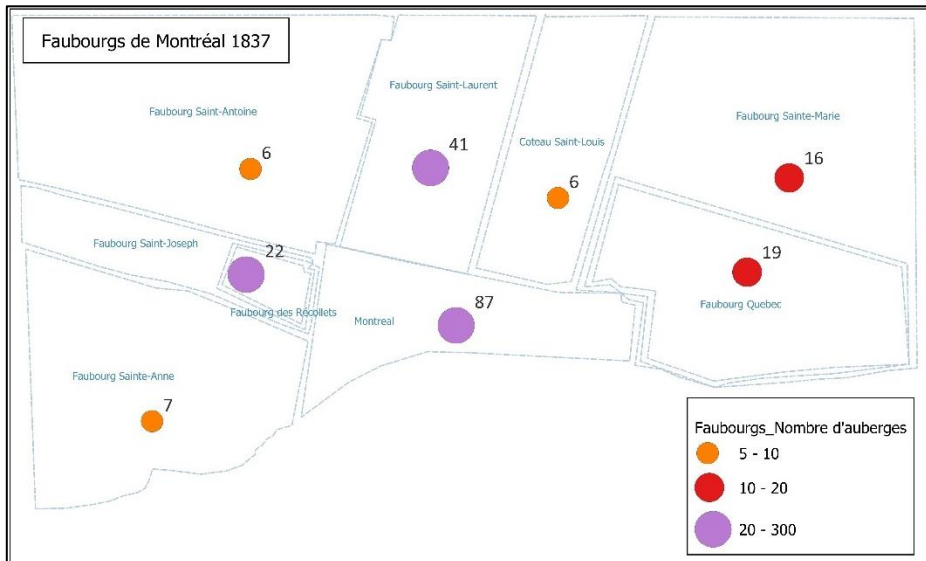 Faubourgs de Montréal 1837
Faubourg Saint-Antoine
6
Faubourg Saint-Laurent
41
Coteau Saint-Louis
6
Faubourg Sainte-Marie
16
Faubourg Saint-Joseph
22
Faubourg des Récollets
Montreal
87
19
Faubourg Quebec
Faubourg Sainte-Anne
7
Faubourgs_Nombre d'auberges
5 - 10
10 - 20
20 - 300